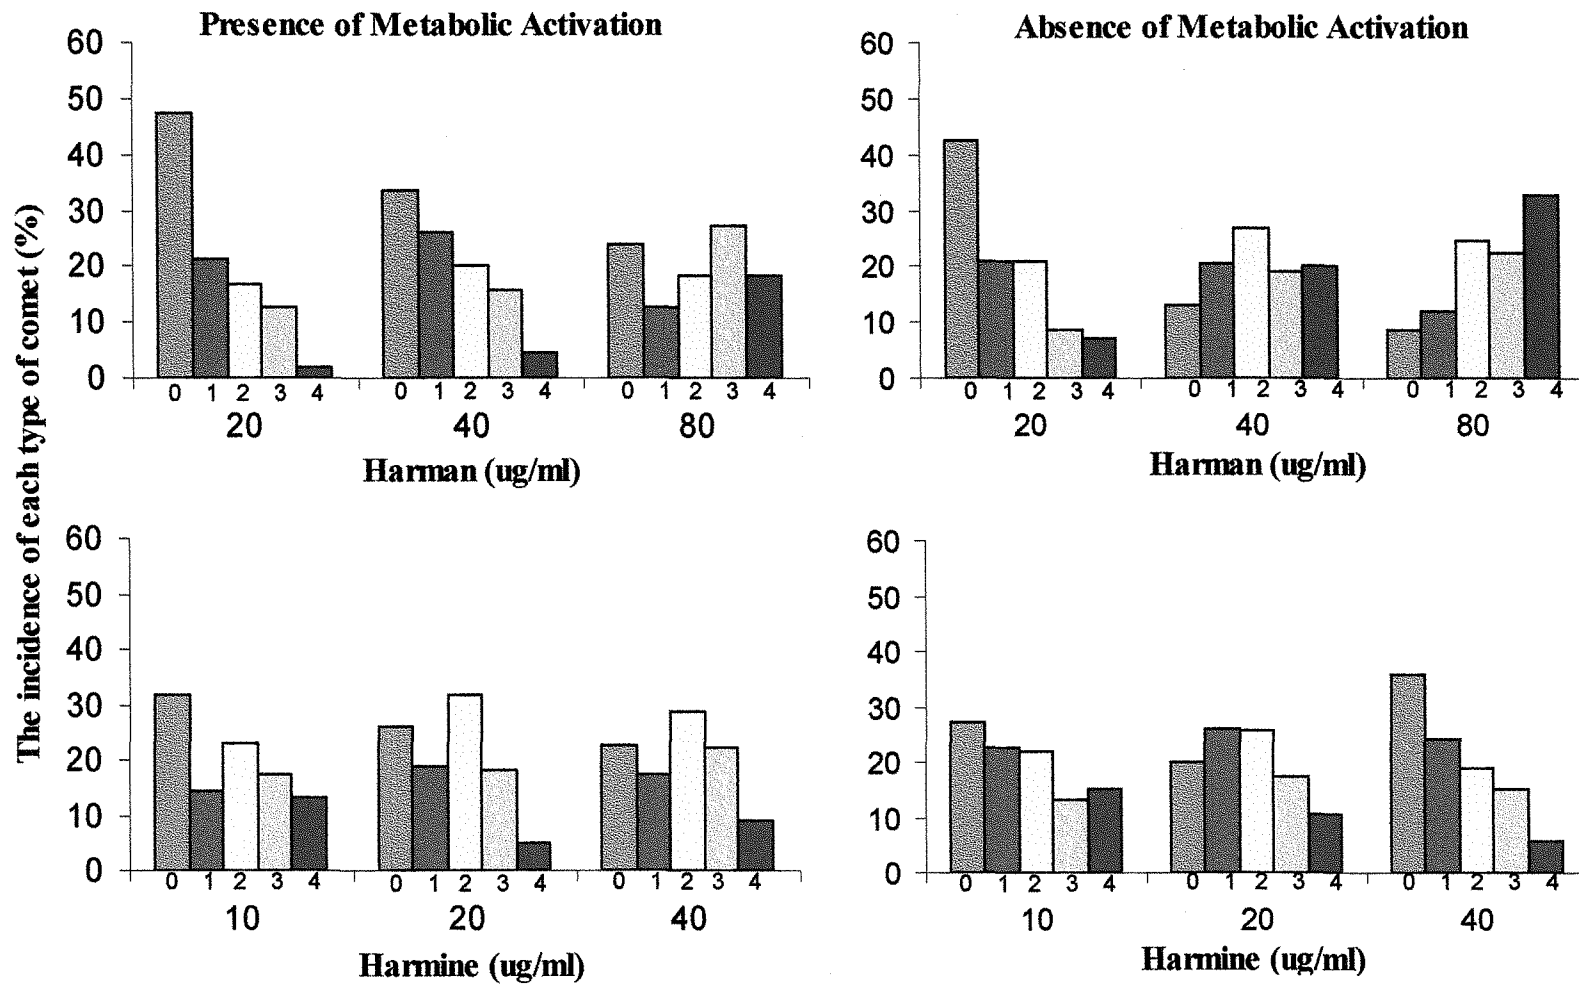 Presence of Metabolic Activation
Absence of Metabolic Activation
The incidence of each type of comet (%)
60
50
40
30
20
10
0
0 1 2 3 4 0 1 2 3 4 0 1 2 3 4
20 40 80
Harman (ug/ml)
60
50
40
30
20
10
0
0 1 2 3 4 0 1 2 3 4 0 1 2 3 4
20 40 80
Harman (ug/ml)
60
50
40
30
20
10
0
0 1 2 3 4 0 1 2 3 4 0 1 2 3 4
10 20 40
Harmine (ug/ml)
60
50
40
30
20
10
0
0 1 2 3 4 0 1 2 3 4 0 1 2 3 4
10 20 40
Harmine (ug/ml)